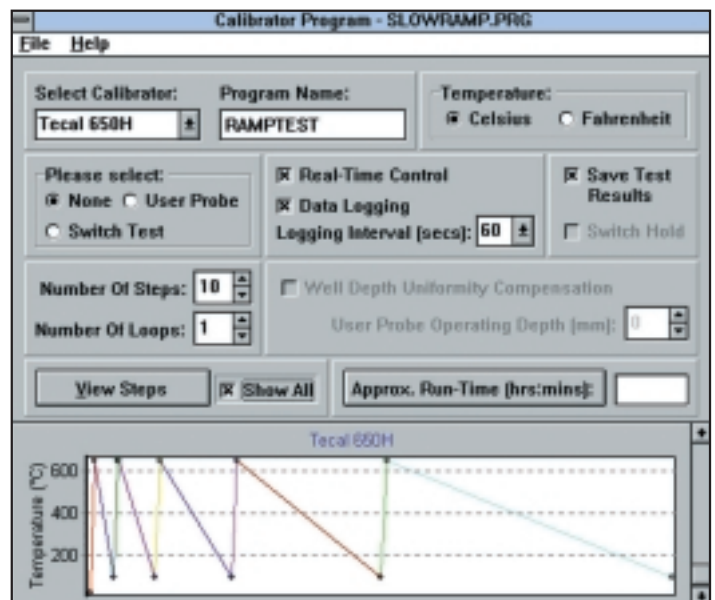 Calibrator Program - SLOWRAMP.PRG
File Help
Select Calibrator: Program Name: Temperature:
Tecal 650H RAMPTEST Celsius Fahrenheit
Please select: Real-Time Control Save Test Results
None User Probe Data Logging
Switch Test Logging Interval (secs): 60 Switch Hold
Number Of Steps: 10 Well Depth Uniformity Compensation
Number Of Loops: 1 User Probe Operating Depth (mm): 0
View Steps Show All Approx. Run-Time (hrs:mins):
Tecal 650H
Temperature (°C)
600
400
200